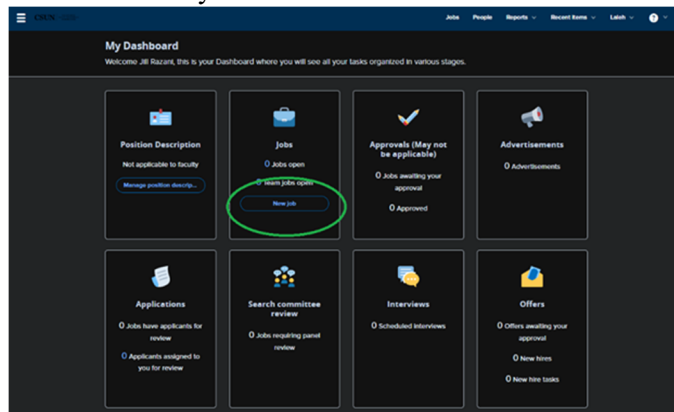 CSUN
Jobs People Reports Recent Items Laish ?
My Dashboard
Welcome Jill Razani, this is your Dashboard where you will see all your tasks organized in various stages.
Position Description
Not applicable to faculty
Manage position descrip...
Jobs
0 Jobs open
0 Team jobs open
New job
Approvals (May not
be applicable)
0 Jobs awaiting your
approval
0 Approved
Advertisements
0 Advertisements
Applications
0 Jobs have applicants for
review
0 Applicants assigned to
you for review
Search committee
review
0 Jobs requiring panel
review
Interviews
0 Scheduled interviews
Offers
0 Offers awaiting your
approval
0 New hires
0 New hire tasks